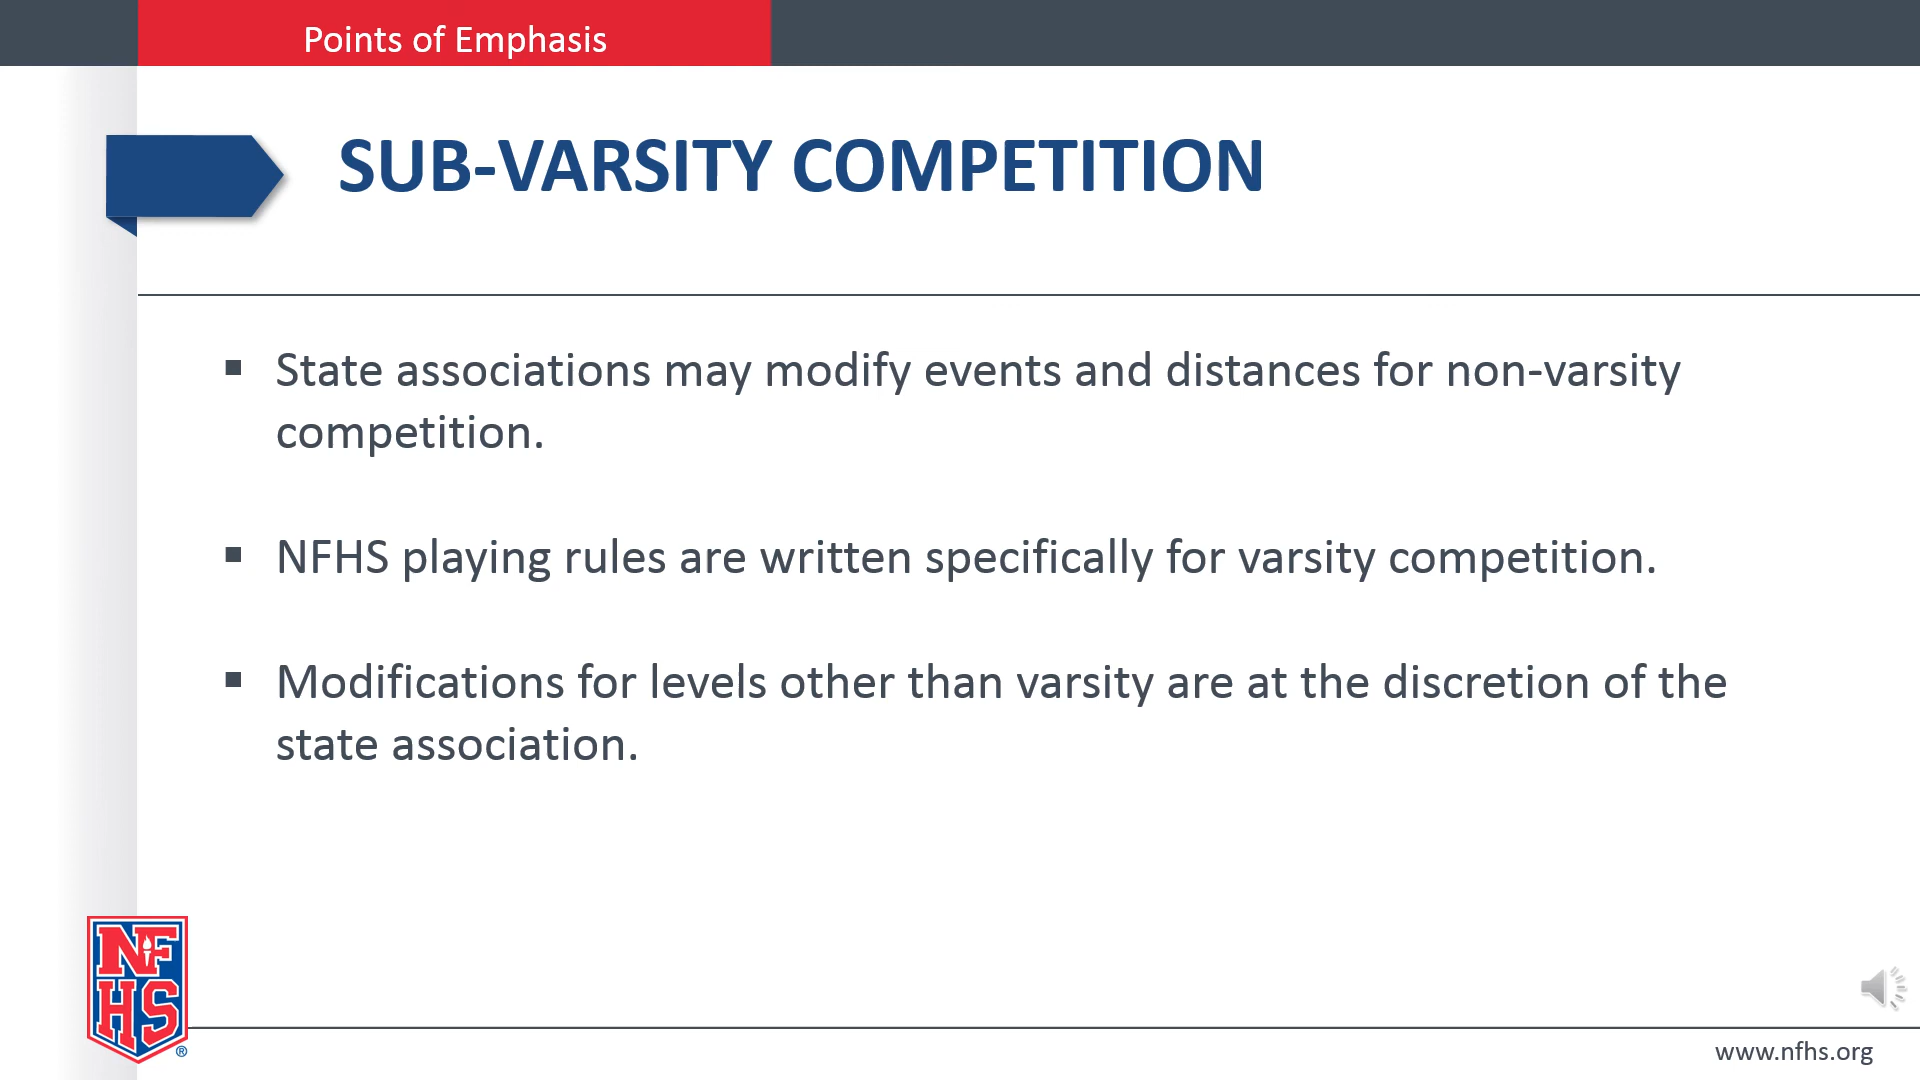 Points of Emphasis
SUB-VARSITY COMPETITION
▪ State associations may modify events and distances for non-varsity
competition.
▪ NFHS playing rules are written specifically for varsity competition.
▪ Modifications for levels other than varsity are at the discretion of the
state association.
NF
HS
®
www.nfhs.org